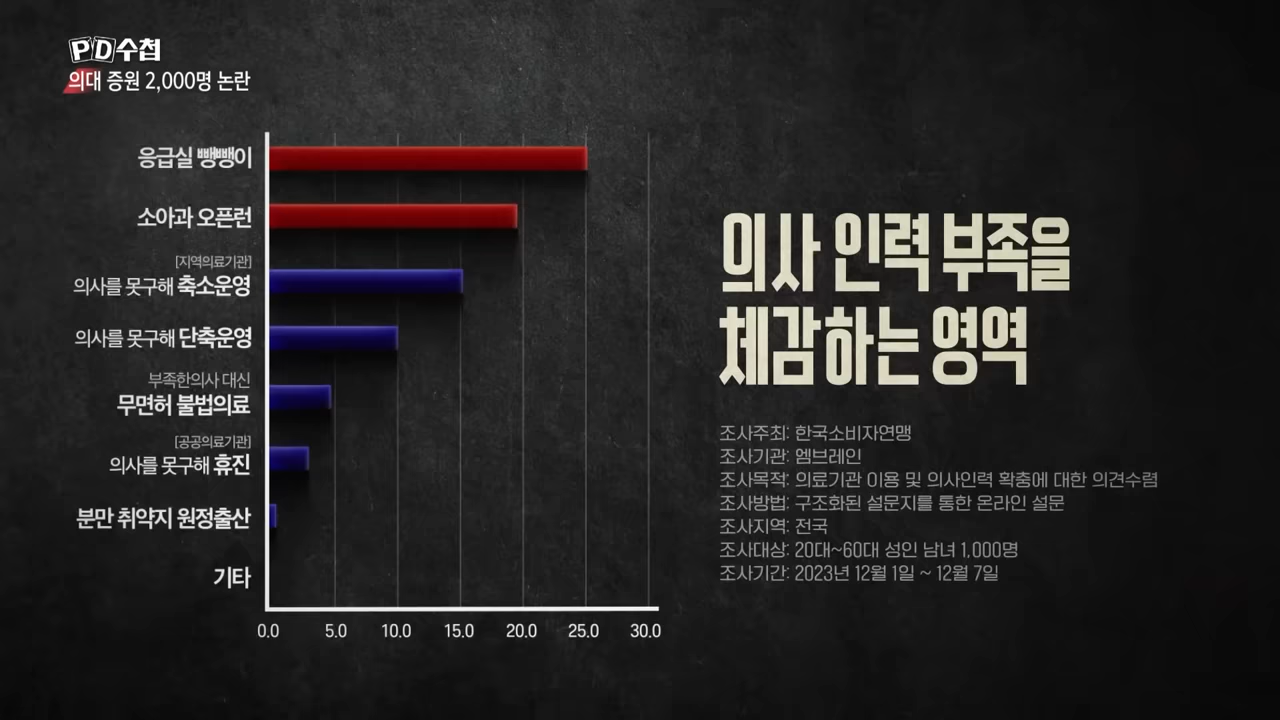 PD수첩
의대 증원 2,000명 논란
응급실 뺑뺑이
소아과 오픈런
[지역의료기관]
의사를 못구해 축소운영
의사를 못구해 단축운영
부족한의사 대신
무면허 불법의료
[공공의료기관]
의사를 못구해 휴진
분만 취약지 원정출산
기타
0.0 5.0 10.0 15.0 20.0 25.0 30.0
의사 인력 부족을
체감하는 영역
조사주최: 한국소비자연맹
조사기관: 엠브레인
조사목적: 의료기관 이용 및 의사인력 확충에 대한 의견수렴
조사방법: 구조화된 설문지를 통한 온라인 설문
조사지역: 전국
조사대상: 20대~60대 성인 남녀 1,000명
조사기간: 2023년 12월 1일 ~ 12월 7일